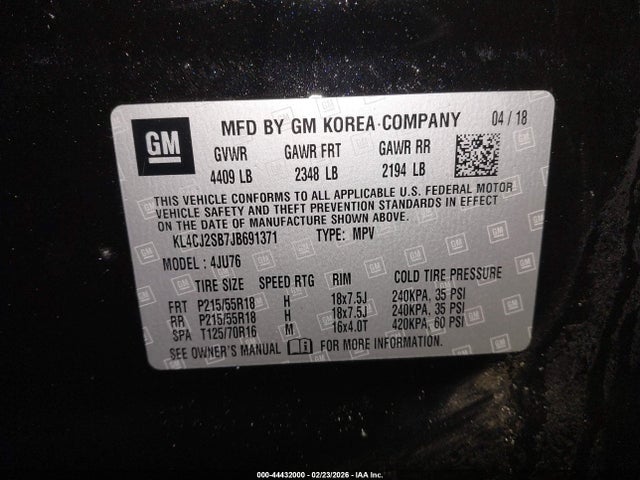 GM
MFD BY GM KOREA COMPANY 04 / 18
GVWR GAWR FRT GAWR RR
4409 LB 2348 LB 2194 LB
THIS VEHICLE CONFORMS TO ALL APPLICABLE U.S. FEDERAL MOTOR
VEHICLE SAFETY AND THEFT PREVENTION STANDARDS IN EFFECT
ON THE DATE OF MANUFACTURE SHOWN ABOVE.
KL4CJ2SB7JB691371 TYPE: MPV
MODEL : 4JU76
TIRE SIZE SPEED RTG RIM COLD TIRE PRESSURE
FRT P215/55R18 H 18x7.5J 240KPA, 35 PSI
RR P215/55R18 H 18x7.5J 240KPA, 35 PSI
SPA T125/70R16 M 16x4.0T 420KPA, 60 PSI
SEE OWNER'S MANUAL FOR MORE INFORMATION.
000-44432000 - 02/23/2026 - IAA Inc.